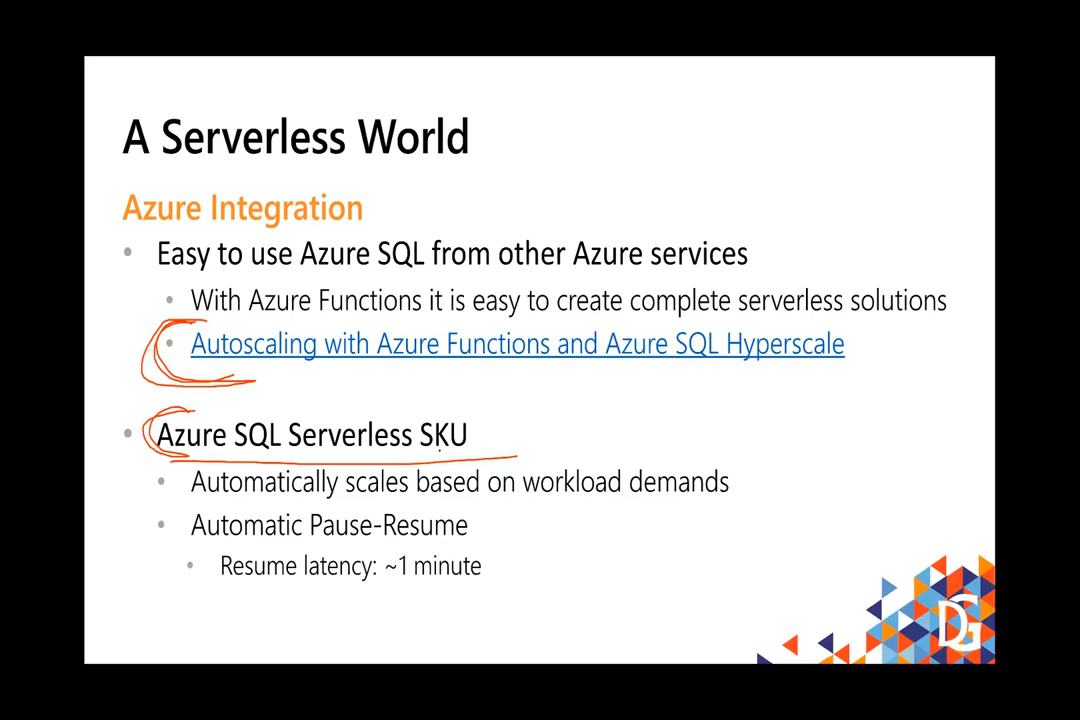 A Serverless World
Azure Integration
• Easy to use Azure SQL from other Azure services
• With Azure Functions it is easy to create complete serverless solutions
• Autoscaling with Azure Functions and Azure SQL Hyperscale
• Azure SQL Serverless SKU
• Automatically scales based on workload demands
• Automatic Pause-Resume
• Resume latency: ~1 minute
DG